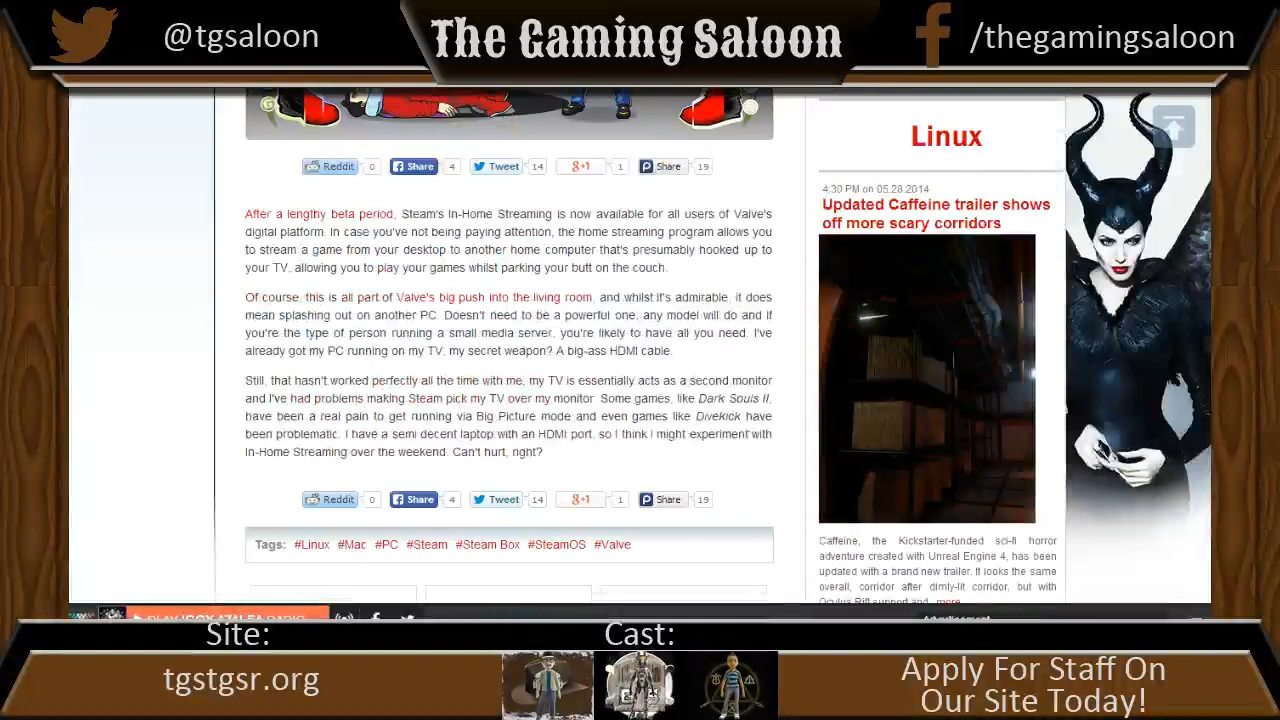 @tgsaloon
The Gaming Saloon
/thegamingsaloon
Reddit 0 Share 4 Tweet 14 g+1 1 Share 19
After a lengthy beta period, Steam's In-Home Streaming is now available for all users of Valve's
digital platform. In case you've not being paying attention, the home streaming program allows you
to stream a game from your desktop to another home computer that's presumably hooked up to
your TV, allowing you to play your games whilst parking your butt on the couch.
Of course, this is all part of Valve's big push into the living room, and whilst it's admirable, it does
mean splashing out on another PC. Doesn't need to be a powerful one, any model will do and if
you're the type of person running a small media server, you're likely to have all you need. I've
already got my PC running on my TV, my secret weapon? A big-ass HDMI cable.
Still, that hasn't worked perfectly all the time with me, my TV is essentially acts as a second monitor
and I've had problems making Steam pick my TV over my monitor. Some games, like Dark Souls II,
have been a real pain to get running via Big Picture mode and even games like Divekick have
been problematic. I have a semi decent laptop with an HDMI port, so I think I might experiment with
In-Home Streaming over the weekend. Can't hurt, right?
Reddit 0 Share 4 Tweet 14 g+1 1 Share 19
Tags: #Linux #Mac #PC #Steam #Steam Box #SteamOS #Valve
Linux
4:30 PM on 05.28.2014
Updated Caffeine trailer shows
off more scary corridors
Caffeine, the Kickstarter-funded sci-fi horror
adventure created with Unreal Engine 4, has been
updated with a brand new trailer. It looks the same
overall, corridor after dimly-lit corridor, but with
Oculus Rift support and more
PLAY IGGY AZALEA RADIO
Advertisement
Site:
tgstgsr.org
Cast:
Apply For Staff On
Our Site Today!